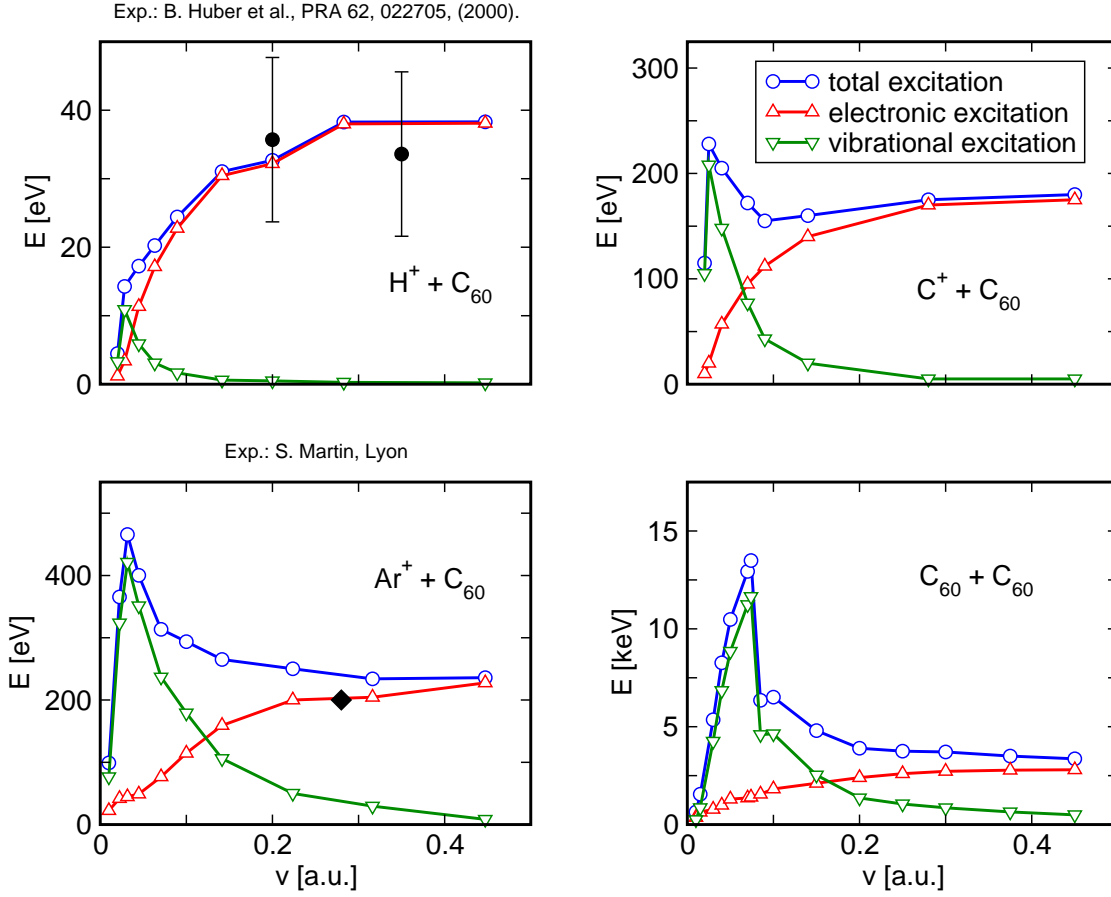 Exp.: B. Huber et al., PRA 62, 022705, (2000).
E [eV]
40
20
0
H+ + C60
E [eV]
300
200
100
0
total excitation
electronic excitation
vibrational excitation
C+ + C60
Exp.: S. Martin, Lyon
E [eV]
400
200
0
Ar+ + C60
0 0.2 0.4
v [a.u.]
E [keV]
15
10
5
0
C60 + C60
0 0.2 0.4
v [a.u.]